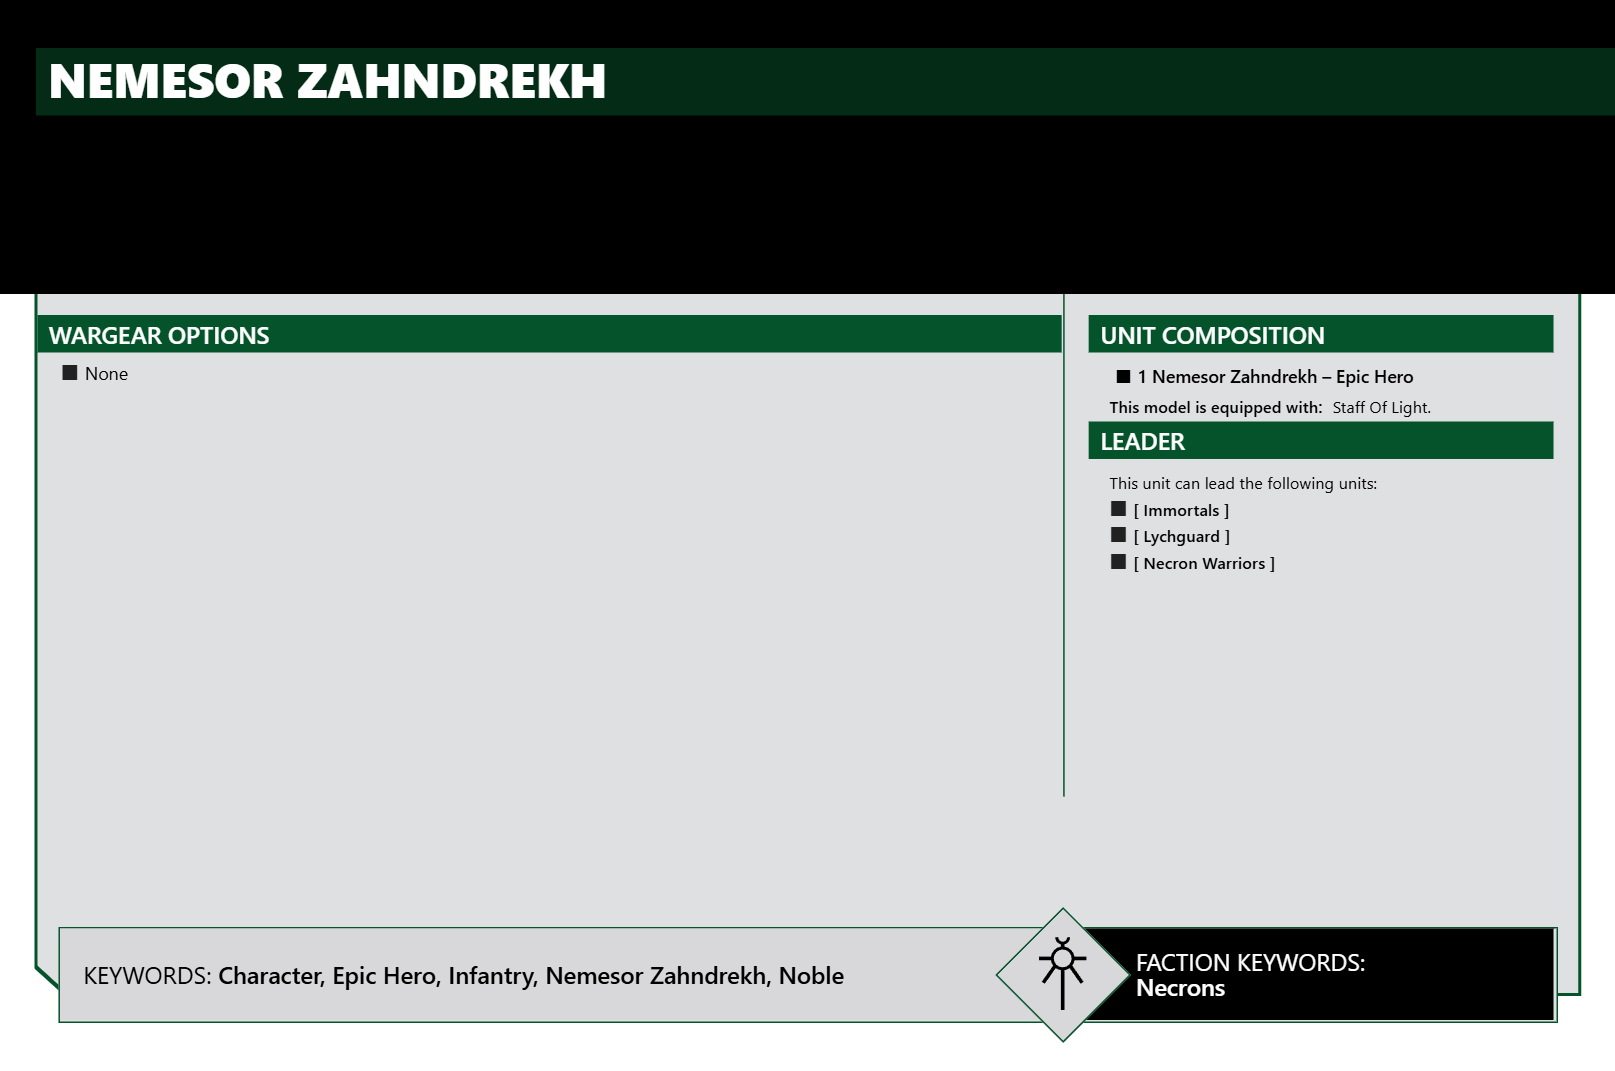 NEMESOR ZAHNDREKH
WARGEAR OPTIONS
None
UNIT COMPOSITION
1 Nemesor Zahndrekh – Epic Hero
This model is equipped with: Staff Of Light.
LEADER
This unit can lead the following units:
[ Immortals ]
[ Lychguard ]
[ Necron Warriors ]
KEYWORDS: Character, Epic Hero, Infantry, Nemesor Zahndrekh, Noble
FACTION KEYWORDS:
Necrons